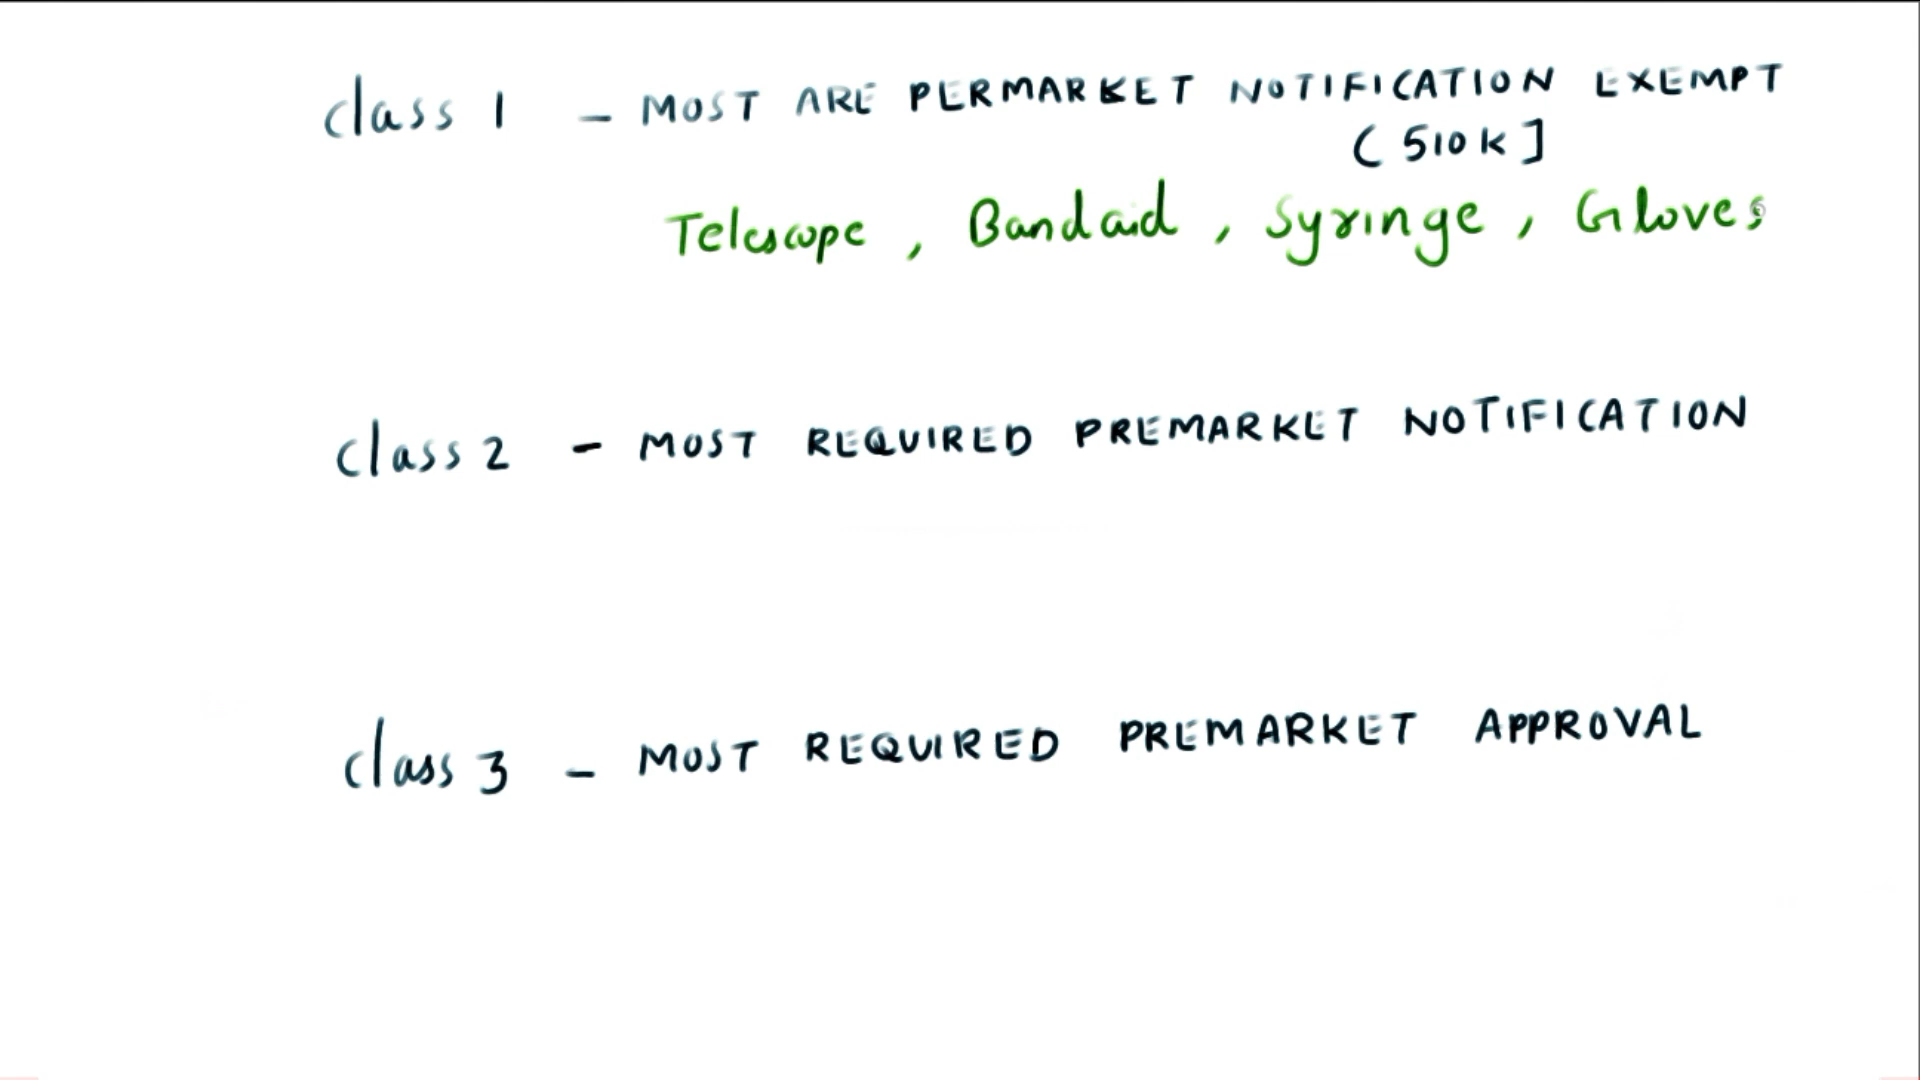 class 1 - MOST ARE PERMARKET NOTIFICATION EXEMPT
( 510K ]
Telescope , Bandaid , Syringe , Gloves
class 2 - MOST REQUIRED PREMARKET NOTIFICATION
class 3 - MOST REQUIRED PREMARKET APPROVAL